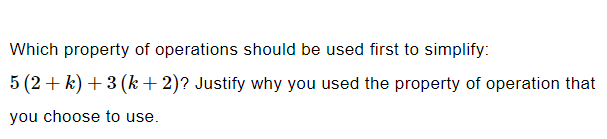 Which property of operations should be used first to simplify:
5 (2 + k) + 3 (k + 2)? Justify why you used the property of operation that
you choose to use.